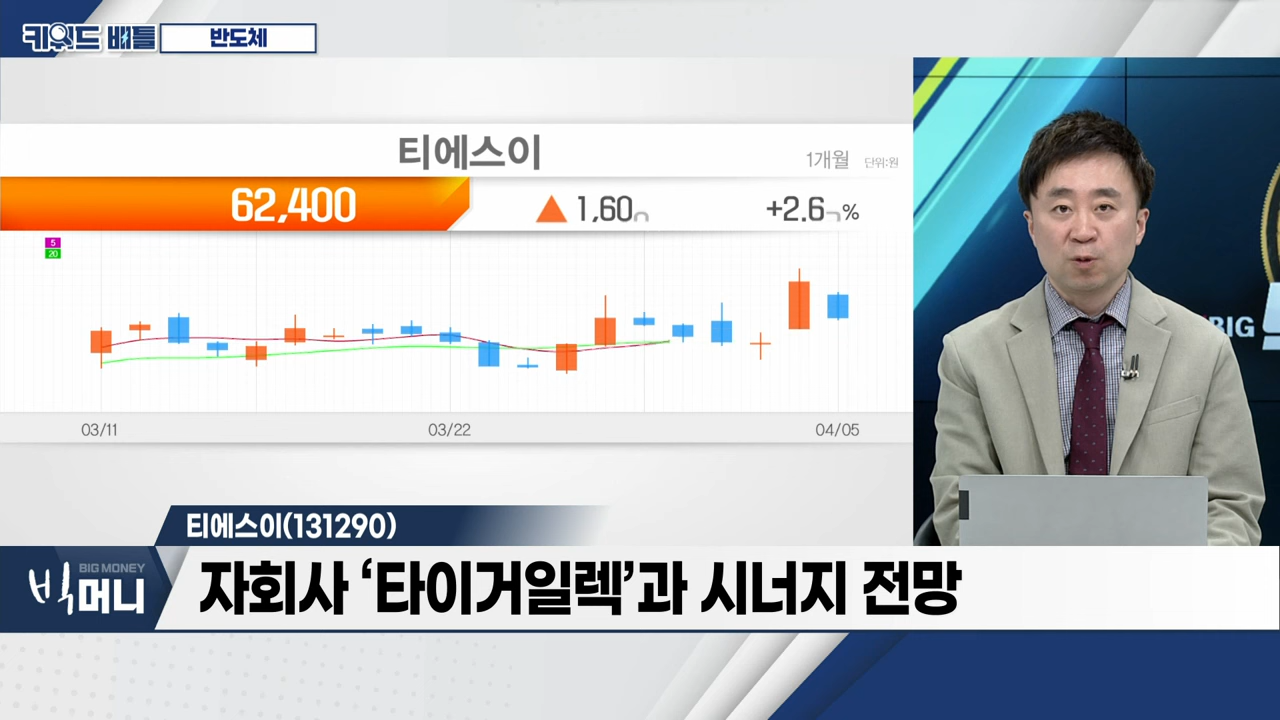 키워드 배틀
반도체
티에스이
1개월 단위:원
62,400 ▲ 1,60 +2.6 %
5
20
03/11 03/22 04/05
BIG
티에스이(131290)
BIG MONEY
빅머니
자회사 ‘타이거일렉’과 시너지 전망